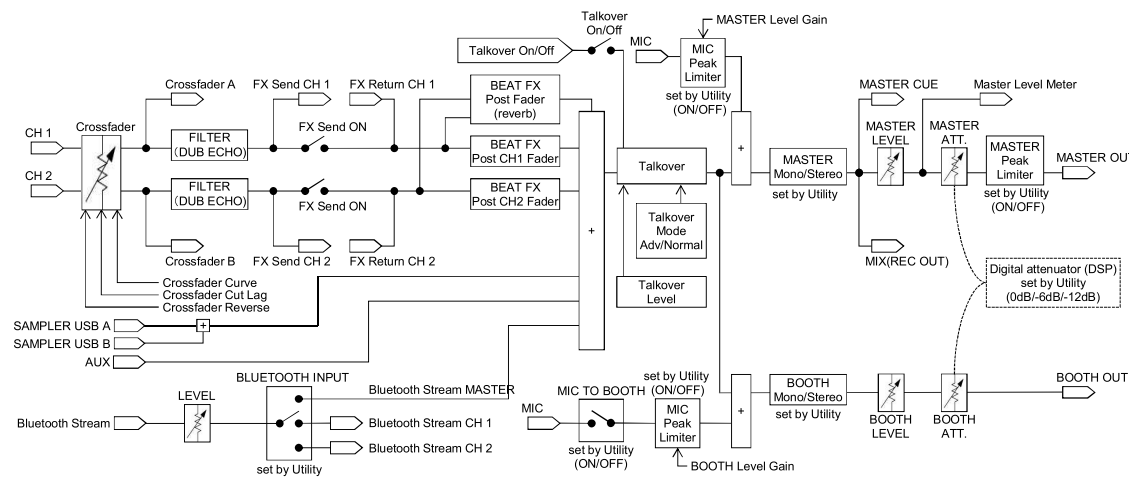 MASTER Level Gain
Talkover
On/Off
MIC
Talkover On/Off
MIC
Peak
Limiter
set by Utility
(ON/OFF)
Crossfader A
FX Send CH 1
FX Return CH 1
BEAT FX
Post Fader
(reverb)
MASTER CUE
Master Level Meter
CH 1
Crossfader
FILTER
(DUB ECHO)
FX Send ON
BEAT FX
Post CH1 Fader
Talkover
+
MASTER
Mono/Stereo
set by Utility
MASTER
LEVEL
MASTER
ATT.
MASTER
Peak
Limiter
set by Utility
(ON/OFF)
MASTER OUT
CH 2
FILTER
(DUB ECHO)
FX Send ON
BEAT FX
Post CH2 Fader
+
Talkover
Mode
Adv/Normal
Crossfader B
FX Send CH 2
FX Return CH 2
MIX(REC OUT)
Crossfader Curve
Crossfader Cut Lag
Crossfader Reverse
Talkover
Level
Digital attenuator (DSP)
set by Utility
(0dB/-6dB/-12dB)
SAMPLER USB A
+
SAMPLER USB B
AUX
BLUETOOTH INPUT
LEVEL
Bluetooth Stream
Bluetooth Stream MASTER
Bluetooth Stream CH 1
Bluetooth Stream CH 2
set by Utility
MIC
MIC TO BOOTH
set by Utility
(ON/OFF)
set by Utility
(ON/OFF)
MIC
Peak
Limiter
BOOTH Level Gain
+
BOOTH
Mono/Stereo
set by Utility
BOOTH
LEVEL
BOOTH
ATT.
BOOTH OUT